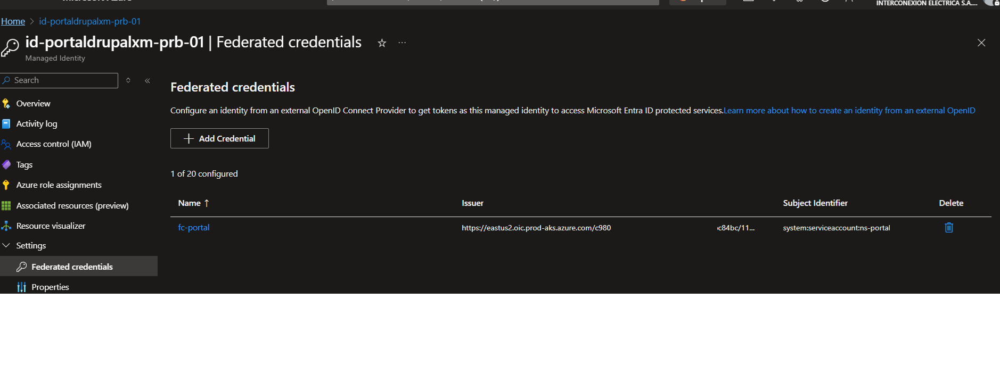 Microsoft Azure
INTERCONEXION ELECTRICA S.A....
Home > id-portaldrupalxm-prb-01
id-portaldrupalxm-prb-01 | Federated credentials
Managed Identity
Search
Overview
Activity log
Access control (IAM)
Tags
Azure role assignments
Associated resources (preview)
Resource visualizer
Settings
Federated credentials
Properties
Federated credentials
Configure an identity from an external OpenID Connect Provider to get tokens as this managed identity to access Microsoft Entra ID protected services.Learn more about how to create an identity from an external OpenID
Add Credential
1 of 20 configured
Name ↑ Issuer Subject Identifier Delete
fc-portal https://eastus2.oic.prod-aks.azure.com/c980 c84bc/11... system:serviceaccount:ns-portal